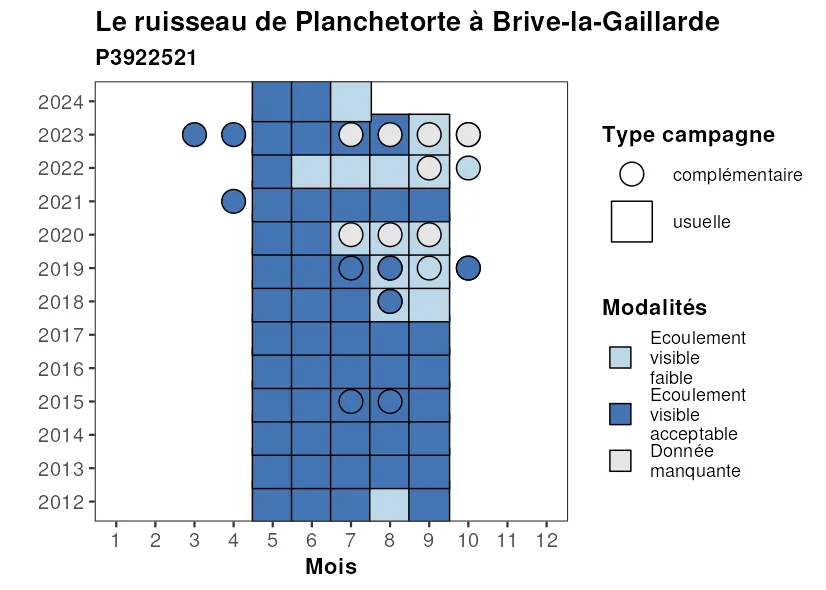 Le ruisseau de Planchetorte à Brive-la-Gaillarde
P3922521
2024
2023
2022
2021
2020
2019
2018
2017
2016
2015
2014
2013
2012
1 2 3 4 5 6 7 8 9 10 11 12
Mois
Type campagne
complémentaire
usuelle
Modalités
Ecoulement
visible
faible
Ecoulement
visible
acceptable
Donnée
manquante